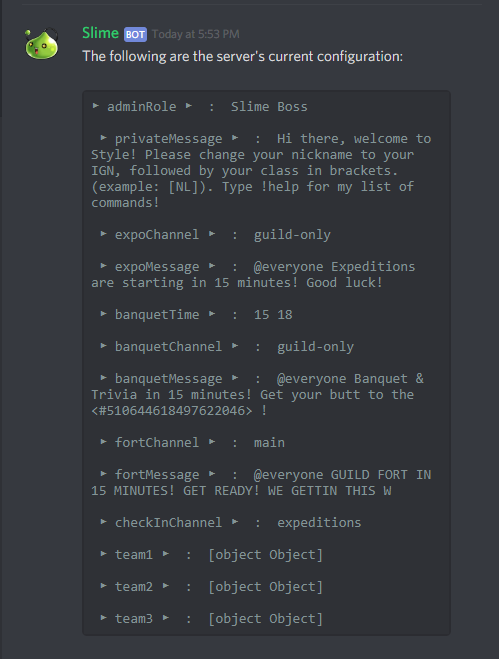 Slime BOT Today at 5:53 PM
The following are the server's current configuration:
‣ adminRole ‣ : Slime Boss
‣ privateMessage ‣ : Hi there, welcome to
Style! Please change your nickname to your
IGN, followed by your class in brackets.
(example: [NL]). Type !help for my list of
commands!
‣ expoChannel ‣ : guild-only
‣ expoMessage ‣ : @everyone Expeditions
are starting in 15 minutes! Good luck!
‣ banquetTime ‣ : 15 18
‣ banquetChannel ‣ : guild-only
‣ banquetMessage ‣ : @everyone Banquet &
Trivia in 15 minutes! Get your butt to the
<#510644618497622046> !
‣ fortChannel ‣ : main
‣ fortMessage ‣ : @everyone GUILD FORT IN
15 MINUTES! GET READY! WE GETTIN THIS W
‣ checkInChannel ‣ : expeditions
‣ team1 ‣ : [object Object]
‣ team2 ‣ : [object Object]
‣ team3 ‣ : [object Object]